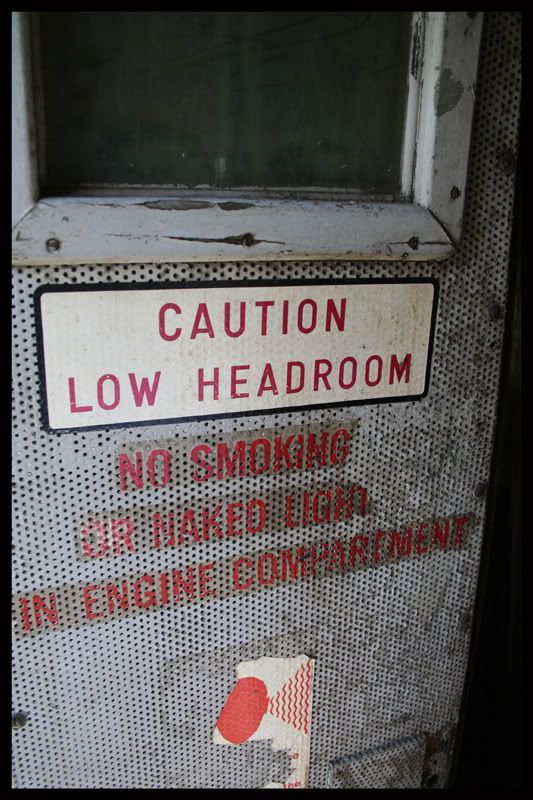 CAUTION
LOW HEADROOM
NO SMOKING
OR NAKED LIGHT
IN ENGINE COMPARTMENT